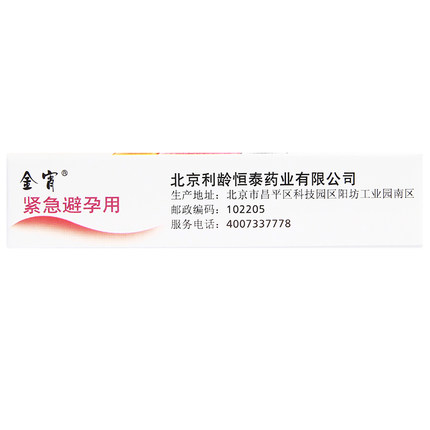 金宵®
紧急避孕用
北京利龄恒泰药业有限公司
生产地址：北京市昌平区科技园区阳坊工业园南区
邮政编码：102205
服务电话：4007337778